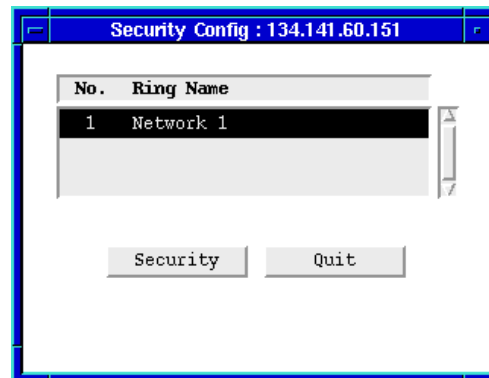 Security Config : 134.141.60.151
No. Ring Name
1 Network 1
Security Quit